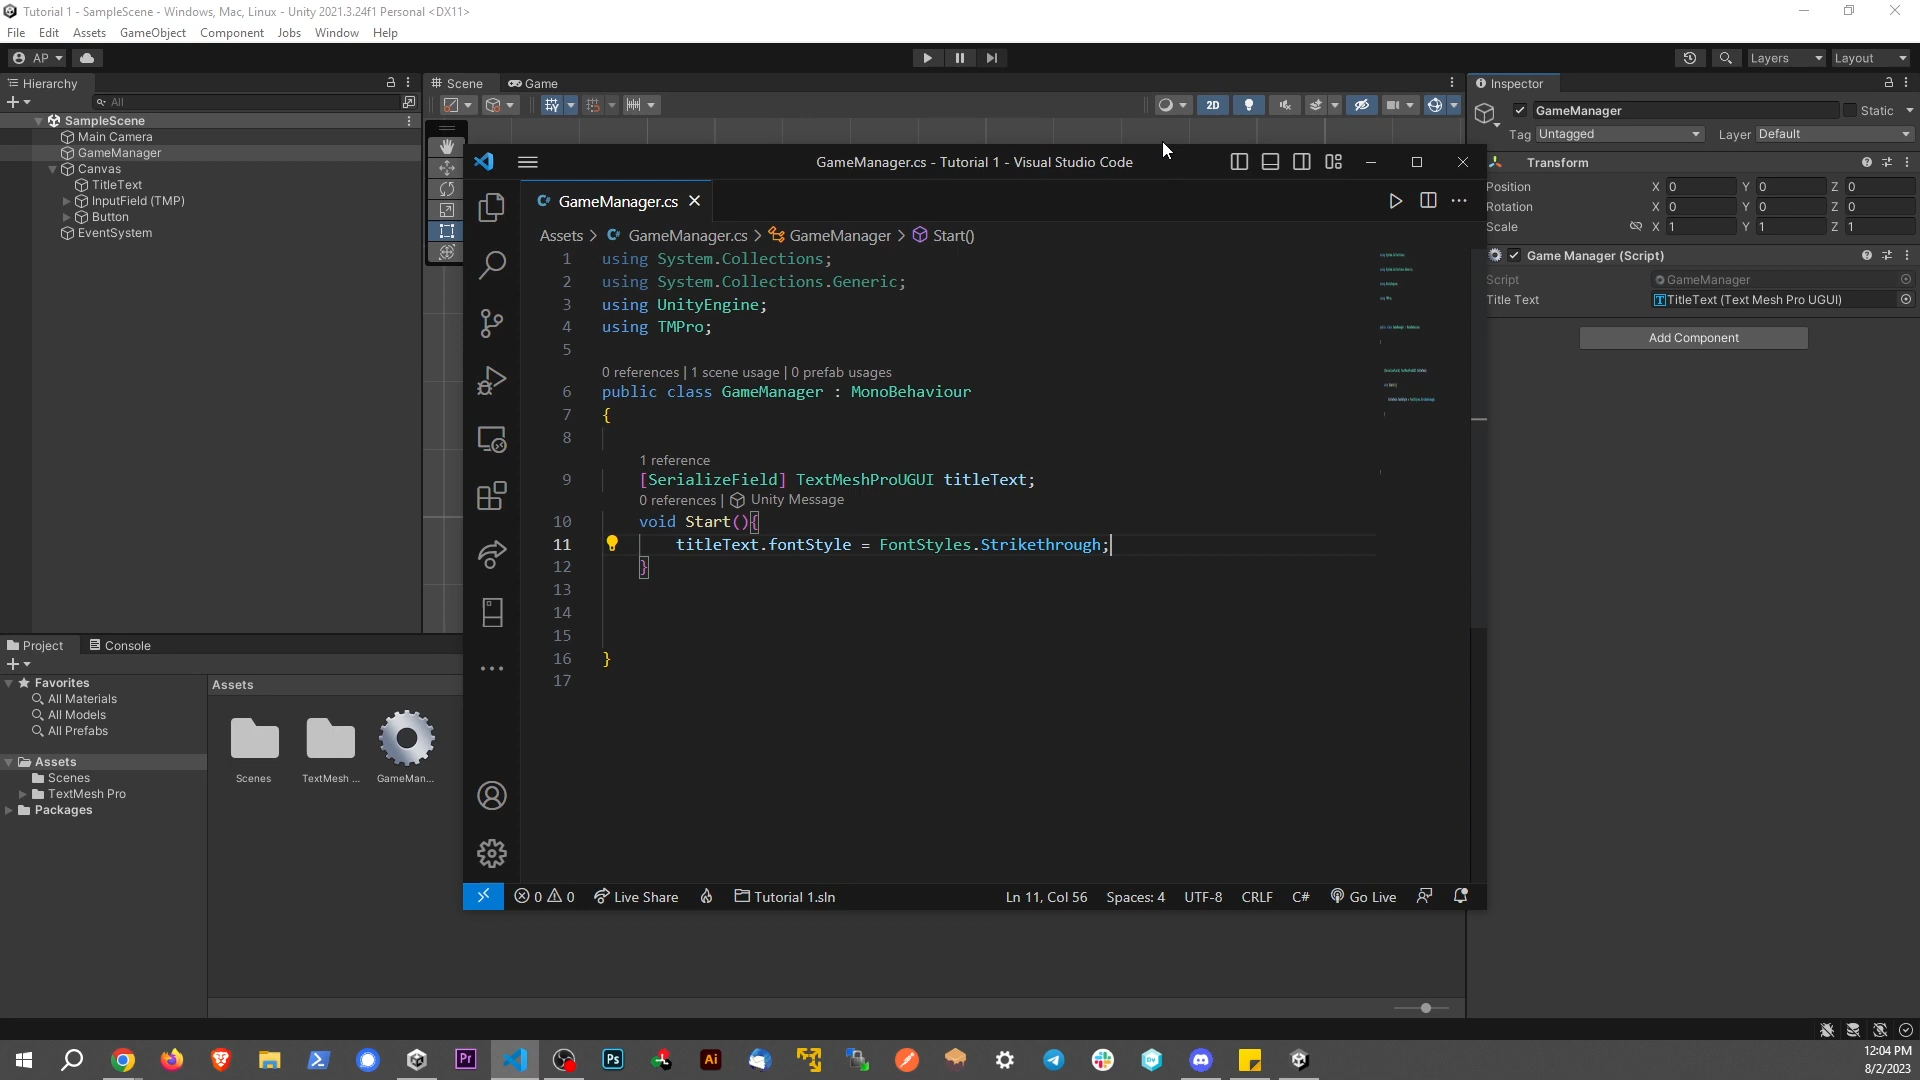 Tutorial 1 - SampleScene - Windows, Mac, Linux - Unity 2021.3.24f1 Personal <DX11>
File Edit Assets GameObject Component Jobs Window Help
AP Layers Layout
Hierarchy Scene Game Inspector
All 2D
SampleScene
Main Camera
GameManager
Canvas
TitleText
InputField (TMP)
Button
EventSystem
GameManager Static
Tag Untagged Layer Default
Transform
Position X 0 Y 0 Z 0
Rotation X 0 Y 0 Z 0
Scale X 1 Y 1 Z 1
Game Manager (Script)
Script GameManager
Title Text TitleText (Text Mesh Pro UGUI)
Add Component
GameManager.cs - Tutorial 1 - Visual Studio Code
GameManager.cs
Assets > GameManager.cs > GameManager > Start()
1 using System.Collections;
2 using System.Collections.Generic;
3 using UnityEngine;
4 using TMPro;
5
0 references | 1 scene usage | 0 prefab usages
6 public class GameManager : MonoBehaviour
7 {
8
1 reference
9 [SerializeField] TextMeshProUGUI titleText;
0 references | Unity Message
10 void Start(){
11 titleText.fontStyle = FontStyles.Strikethrough;
12 }
13
14
15
16 }
17
0 0 Live Share Tutorial 1.sln Ln 11, Col 56 Spaces: 4 UTF-8 CRLF C# Go Live
Project Console
Favorites
All Materials
All Models
All Prefabs
Assets
Scenes
TextMesh Pro
Packages
Assets
Scenes TextMesh ... GameMan...
Pr Ps Ai
12:04 PM
8/2/2023